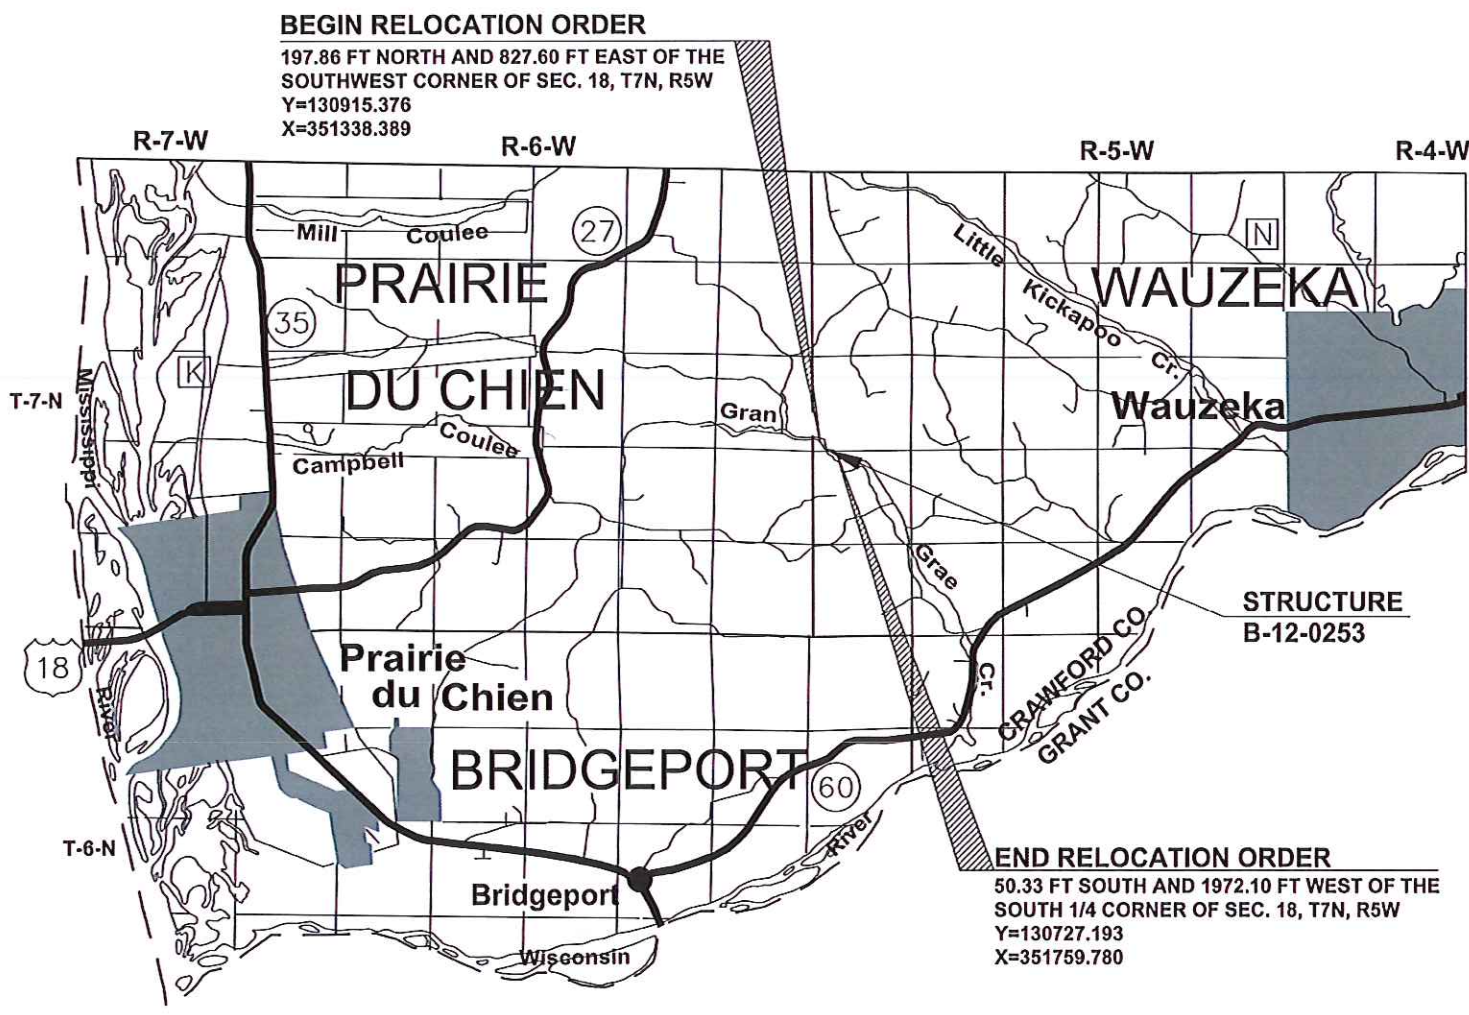 BEGIN RELOCATION ORDER
197.86 FT NORTH AND 827.60 FT EAST OF THE
SOUTHWEST CORNER OF SEC. 18, T7N, R5W
Y=130915.376
X=351338.389
R-7-W
R-6-W
R-5-W
R-4-W
Mill Coulee
27
Little Kickapoo Cr.
N
PRAIRIE
WAUZEKA
35
K
T-7-N
Mississippi
DU CHIEN
Gran
Wauzeka
Campbell Coulee
Grae
STRUCTURE
B-12-0253
18
River
Prairie
du Chien
Cr.
CRAWFORD CO.
GRANT CO.
BRIDGEPORT
60
T-6-N
River
END RELOCATION ORDER
50.33 FT SOUTH AND 1972.10 FT WEST OF THE
SOUTH 1/4 CORNER OF SEC. 18, T7N, R5W
Y=130727.193
X=351759.780
Bridgeport
Wisconsin